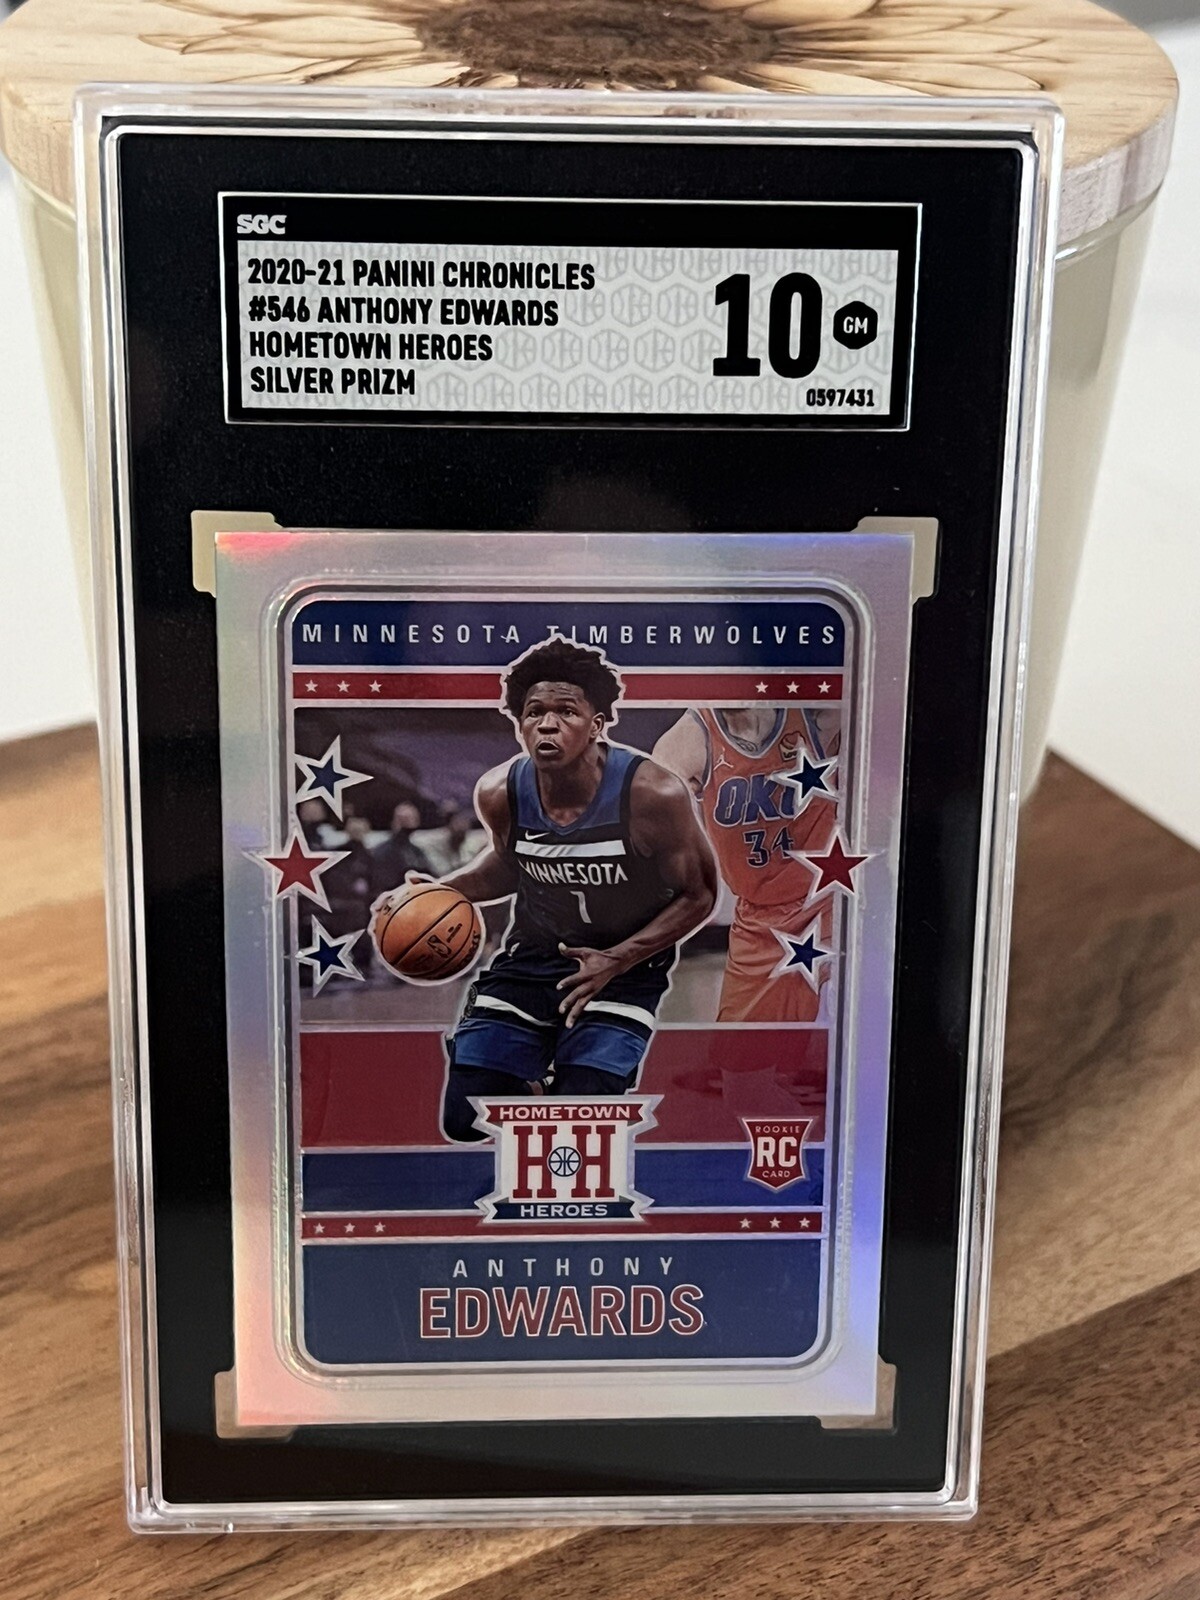 SGC
2020-21 PANINI CHRONICLES
#546 ANTHONY EDWARDS
HOMETOWN HEROES
SILVER PRIZM
10 GM
0597431
MINNESOTA TIMBERWOLVES
OKC
34
MINNESOTA
1
HOMETOWN
HH
HEROES
ROOKIE
RC
CARD
ANTHONY
EDWARDS